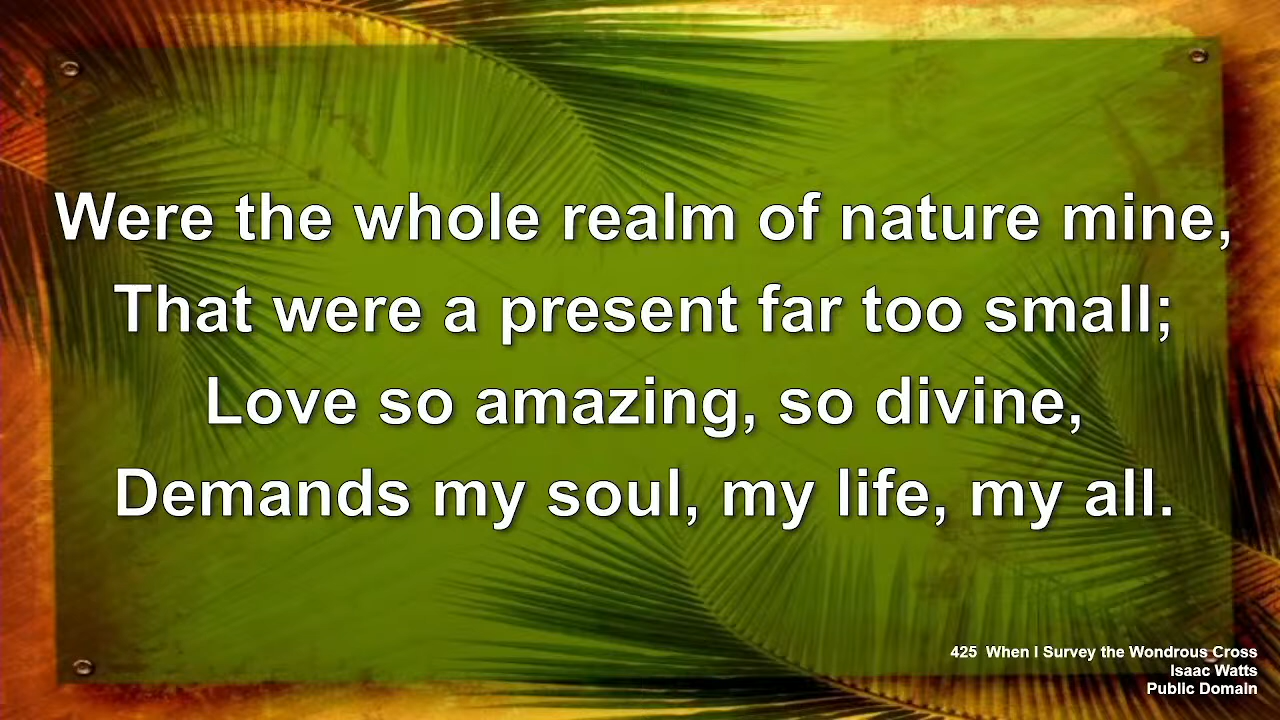 Were the whole realm of nature mine,
That were a present far too small;
Love so amazing, so divine,
Demands my soul, my life, my all.
425 When I Survey the Wondrous Cross
Isaac Watts
Public Domain